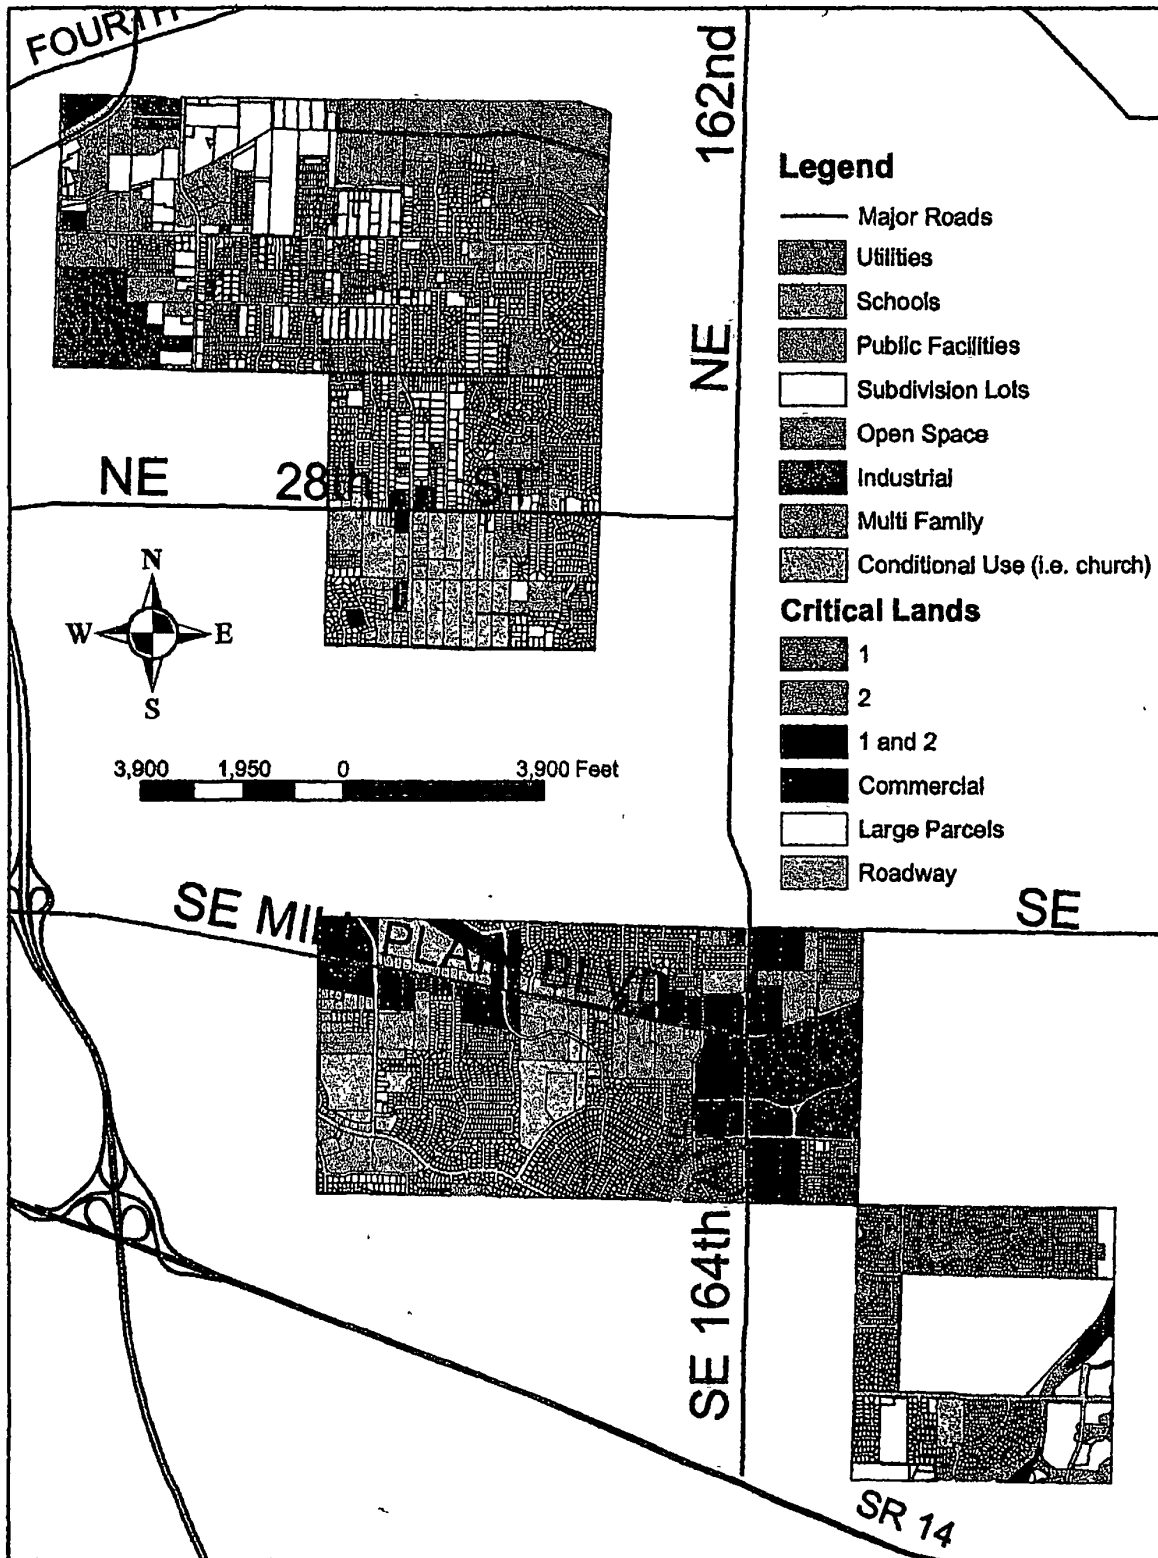 FOURTH
162nd
NE
Legend
Major Roads
Utilities
Schools
Public Facilities
Subdivision Lots
Open Space
Industrial
Multi Family
Conditional Use (i.e. church)
Critical Lands
1
2
1 and 2
Commercial
Large Parcels
Roadway
NE 28th ST
N
W E
S
3,900 1,950 0 3,900 Feet
SE MILL PLAIN BLVD
SE
SE 164th
SR 14